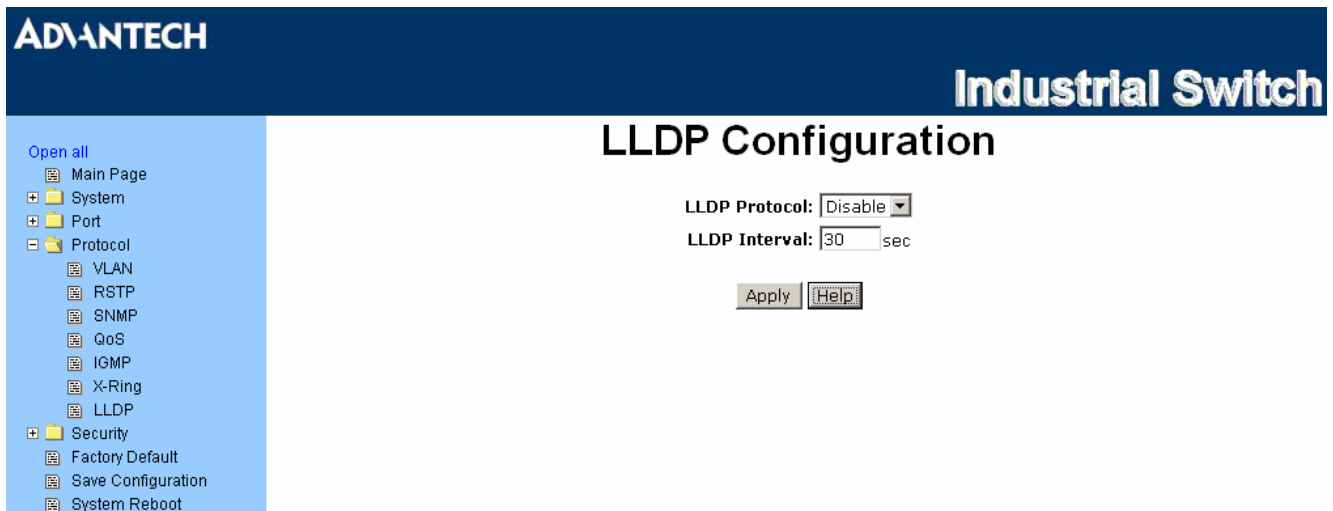 ADVANTECH
Industrial Switch
Open all
Main Page
System
Port
Protocol
VLAN
RSTP
SNMP
QoS
IGMP
X-Ring
LLDP
Security
Factory Default
Save Configuration
System Reboot
LLDP Configuration
LLDP Protocol: Disable
LLDP Interval: 30 sec
Apply Help